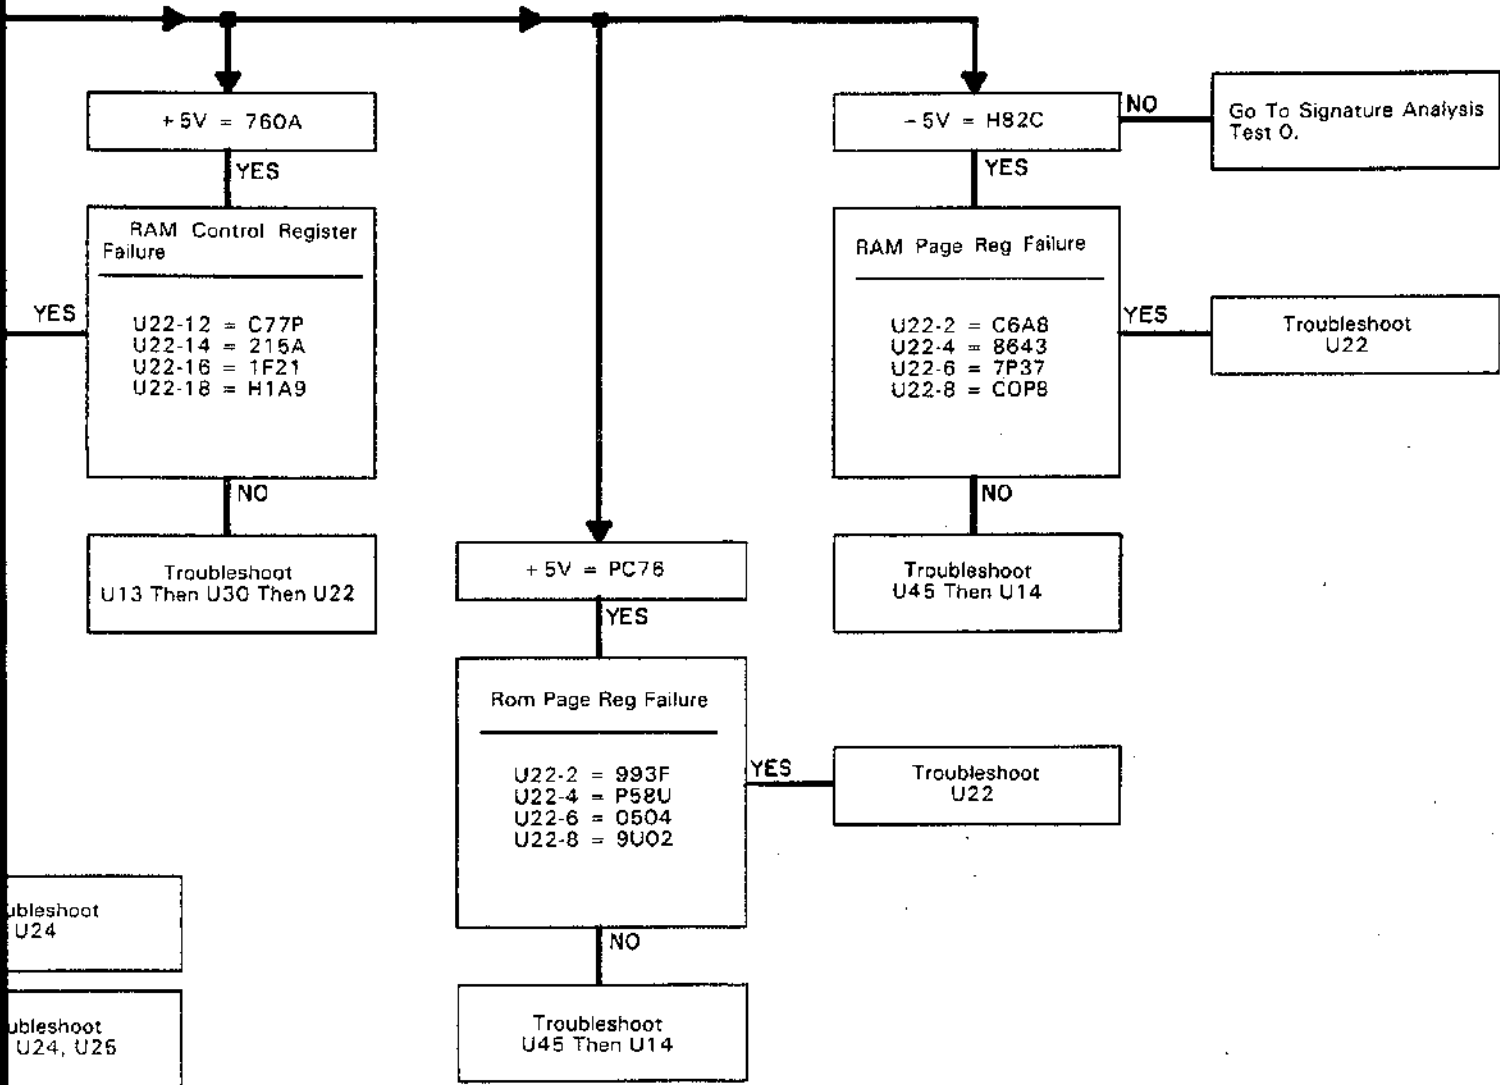 +5V = 760A
YES
RAM Control Register
Failure
YES
U22-12 = C77P
U22-14 = 215A
U22-16 = 1F21
U22-18 = H1A9
NO
Troubleshoot
U13 Then U30 Then U22
+5V = PC76
YES
Rom Page Reg Failure
U22-2 = 993F
U22-4 = P58U
U22-6 = 0504
U22-8 = 9U02
YES
Troubleshoot
U22
NO
Troubleshoot
U45 Then U14
-5V = H82C
NO
Go To Signature Analysis
Test 0.
YES
RAM Page Reg Failure
U22-2 = C6A8
U22-4 = 8643
U22-6 = 7P37
U22-8 = C0P8
YES
Troubleshoot
U22
NO
Troubleshoot
U45 Then U14
ubleshoot
U24
ubleshoot
U24, U25